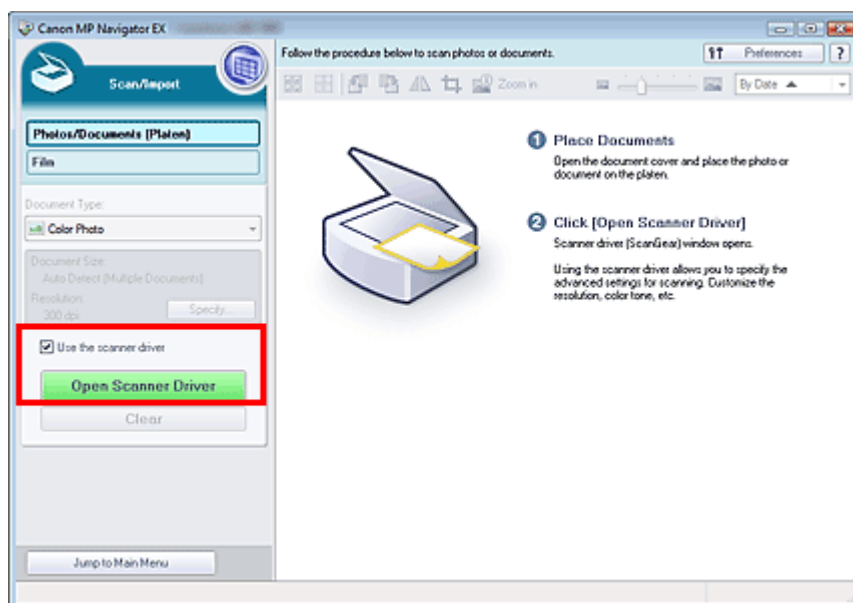 Canon MP Navigator EX
Scan/Import
Photos/Documents (Platen)
Film
Document Type:
Color Photo
Document Size:
Auto Detect (Multiple Documents)
Resolution:
300 dpi
Specify...
Use the scanner driver
Open Scanner Driver
Clear
Jump to Main Menu
Follow the procedure below to scan photos or documents.
Preferences
?
Zoom in
By Date
1 Place Documents
Open the document cover and place the photo or
document on the platen.
2 Click [Open Scanner Driver]
Scanner driver (ScanGear) window opens.
Using the scanner driver allows you to specify the
advanced settings for scanning. Customize the
resolution, color tone, etc.